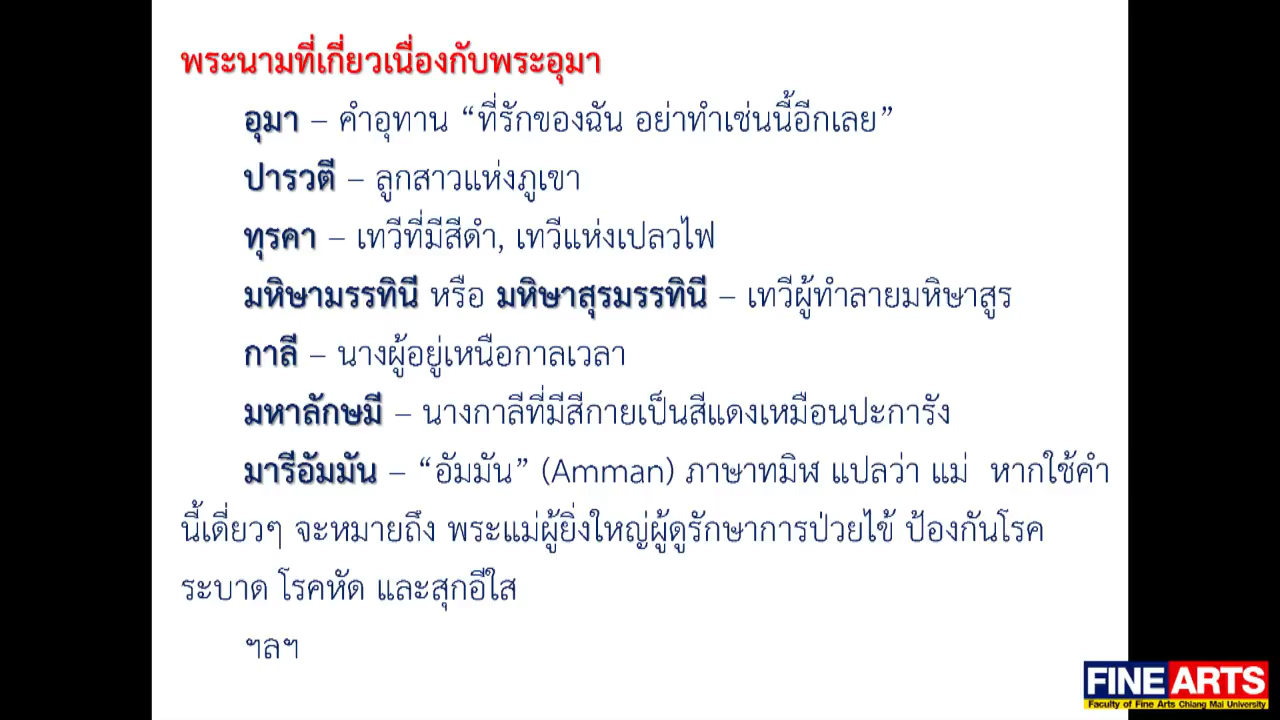 พระนามที่เกี่ยวเนื่องกับพระอุมา
อุมา – คำอุทาน “ที่รักของฉัน อย่าทำเช่นนี้อีกเลย”
ปารวตี – ลูกสาวแห่งภูเขา
ทุรคา – เทวีที่มีสีดำ, เทวีแห่งเปลวไฟ
มหิษามรรทินี หรือ มหิษาสุรมรรทินี – เทวีผู้ทำลายมหิษาสูร
กาลี – นางผู้อยู่เหนือกาลเวลา
มหาลักษมี – นางกาลีที่มีสีกายเป็นสีแดงเหมือนปะการัง
มารีอัมมัน – “อัมมัน” (Amman) ภาษาทมิฬ แปลว่า แม่ หากใช้คำ
นี้เดี่ยวๆ จะหมายถึง พระแม่ผู้ยิ่งใหญ่ผู้ดูรักษาการป่วยไข้ ป้องกันโรค
ระบาด โรคหัด และสุกอีใส
ฯลฯ
FINE ARTS
Faculty of Fine Arts Chiang Mai University